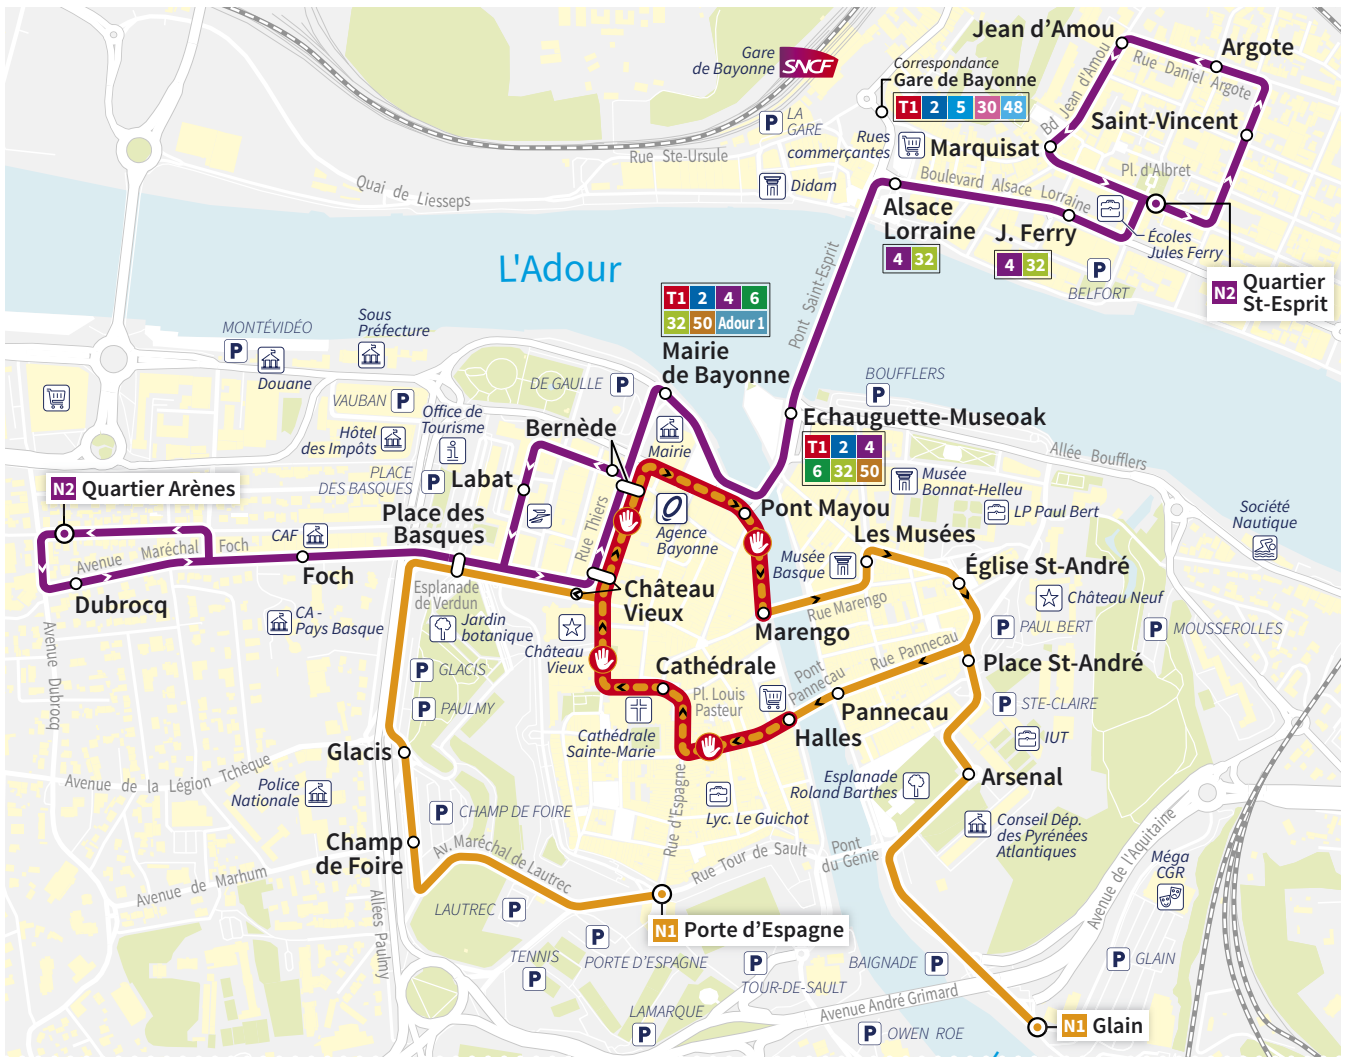 Jean d'Amou
Argote
Rue Daniel Argote
Bd Jean d'Amou
Gare
de Bayonne
SNCF
Correspondance
Gare de Bayonne
T1 2 5 30 48
P
LA
GARE
Rues
commerçantes
Saint-Vincent
Marquisat
Rue Ste-Ursule
Pl. d'Albret
Quai de Liesseps
Didam
Boulevard Alsace Lorraine
Alsace
Lorraine
4 32
J. Ferry
4 32
Écoles
Jules Ferry
P
BELFORT
N2 Quartier
St-Esprit
L'Adour
Pont Saint-Esprit
T1 2 4 6
32 50 Adour 1
Mairie
de Bayonne
MONTÉVIDÉO
P
Sous
Préfecture
Douane
DE GAULLE P
BOUFFLERS
P
VAUBAN P
Office de
Tourisme
i
Hôtel
des Impôts
Bernède
Mairie
Echauguette-Museoak
T1 2 4
6 32 50
Allée Boufflers
PLACE
DES BASQUES P
Labat
Musée
Bonnat-Helleu
N2 Quartier Arènes
Place des
Basques
Rue Thiers
Agence
Bayonne
Pont Mayou
LP Paul Bert
Société
Nautique
Les Musées
CAF
Avenue Maréchal Foch
Foch
Musée
Basque
Église St-André
Dubrocq
Esplanade
de Verdun
Château
Vieux
Rue Marengo
Château Neuf
CA -
Pays Basque
Jardin
botanique
Marengo
P PAUL BERT
P MOUSSEROLLES
Avenue Dubrocq
Château
Vieux
Rue Pannecau
P GLACIS
Cathédrale
Pont
Pannecau
Place St-André
P PAULMY
Pl. Louis
Pasteur
Pannecau
P STE-CLAIRE
Cathédrale
Sainte-Marie
Halles
IUT
Glacis
Avenue de la Légion Tchèque
Police
Nationale
Esplanade
Roland Barthes
Arsenal
Rue d'Espagne
P CHAMP DE FOIRE
Lyc. Le Guichot
Conseil Dép.
des Pyrénées
Atlantiques
Champ
de Foire
Av. Maréchal de Lautrec
Rue Tour de Sault
Pont
du Génie
Avenue de l'Aquitaine
Méga
CGR
Avenue de Marhum
Allées Paulmy
LAUTREC P
N1 Porte d'Espagne
P
TENNIS
P
PORTE D'ESPAGNE
P
TOUR-DE-SAULT
BAIGNADE P
P GLAIN
Avenue André Grimard
LAMARQUE
P
P OWEN ROE
N1 Glain